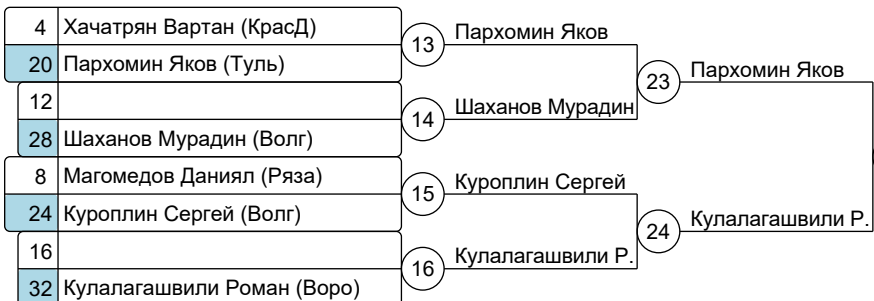 4 Хачатрян Вартан (КрасД)
20 Пархомин Яков (Туль)
12
28 Шаханов Мурадин (Волг)
8 Магомедов Даниял (Ряза)
24 Куроплин Сергей (Волг)
16
32 Кулалагашвили Роман (Воро)
13 Пархомин Яков
14 Шаханов Мурадин
15 Куроплин Сергей
16 Кулалагашвили Р.
23 Пархомин Яков
24 Кулалагашвили Р.